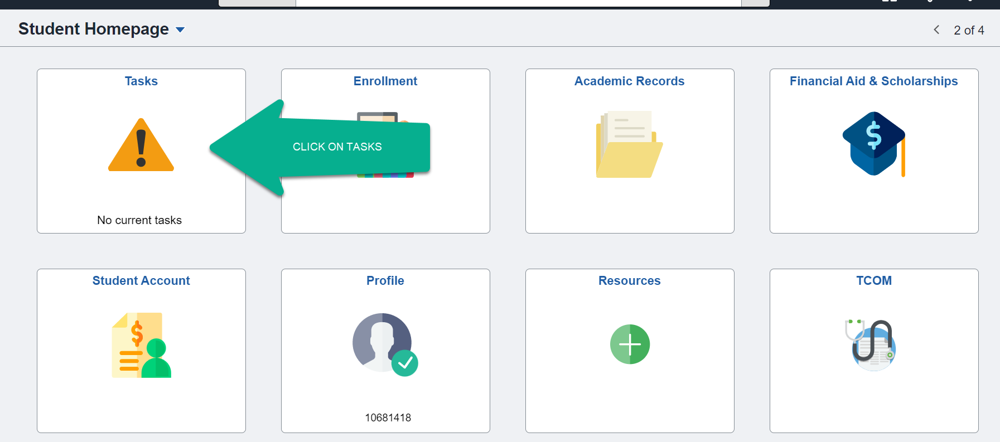 Student Homepage
2 of 4
Tasks
Enrollment
Academic Records
Financial Aid & Scholarships
CLICK ON TASKS
No current tasks
Student Account
Profile
Resources
TCOM
10681418